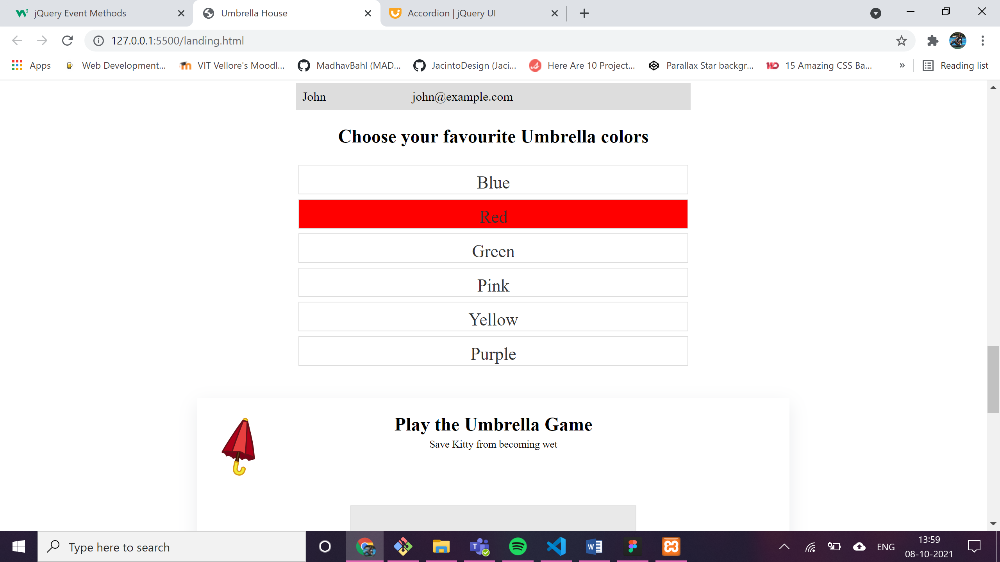 jQuery Event Methods
Umbrella House
Accordion | jQuery UI
127.0.0.1:5500/landing.html
Apps
Web Development...
VIT Vellore's Moodl...
MadhavBahl (MAD...
JacintoDesign (Jaci...
Here Are 10 Project...
Parallax Star backgr...
15 Amazing CSS Ba...
»
Reading list
John john@example.com
Choose your favourite Umbrella colors
Blue
Red
Green
Pink
Yellow
Purple
Play the Umbrella Game
Save Kitty from becoming wet
Type here to search
ENG
13:59
08-10-2021